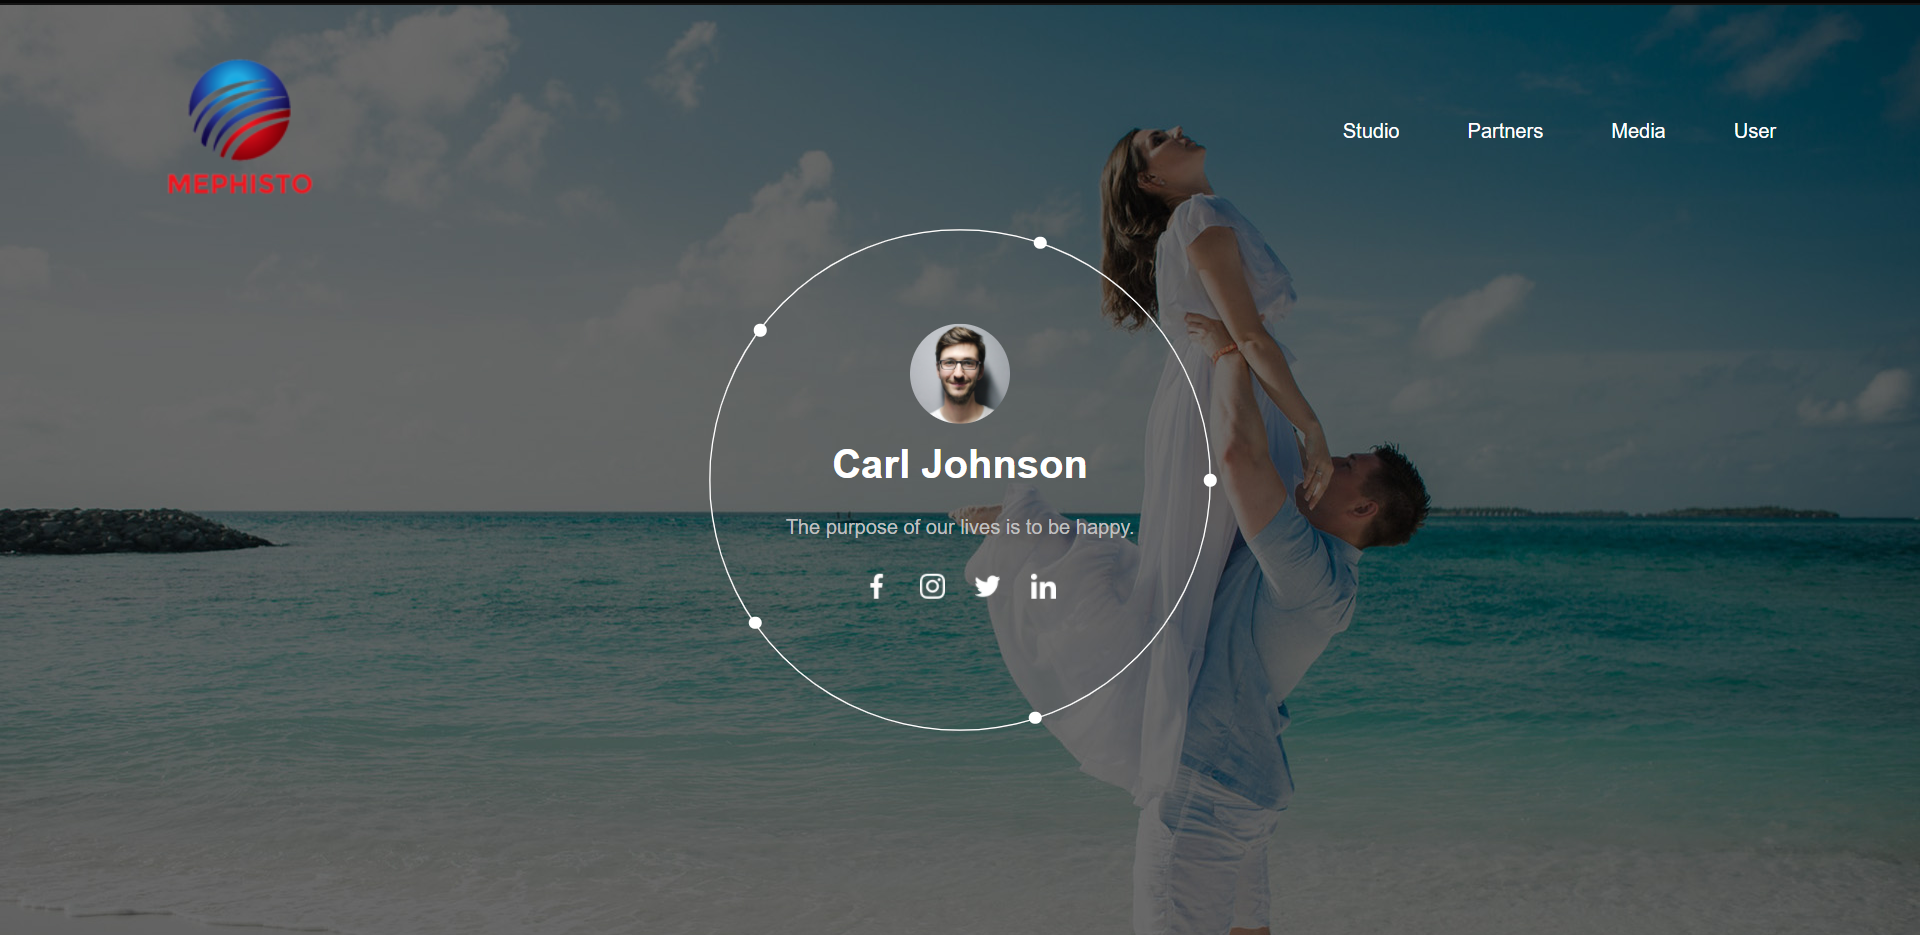 MEPHISTO
Studio Partners Media User
Carl Johnson
The purpose of our lives is to be happy.